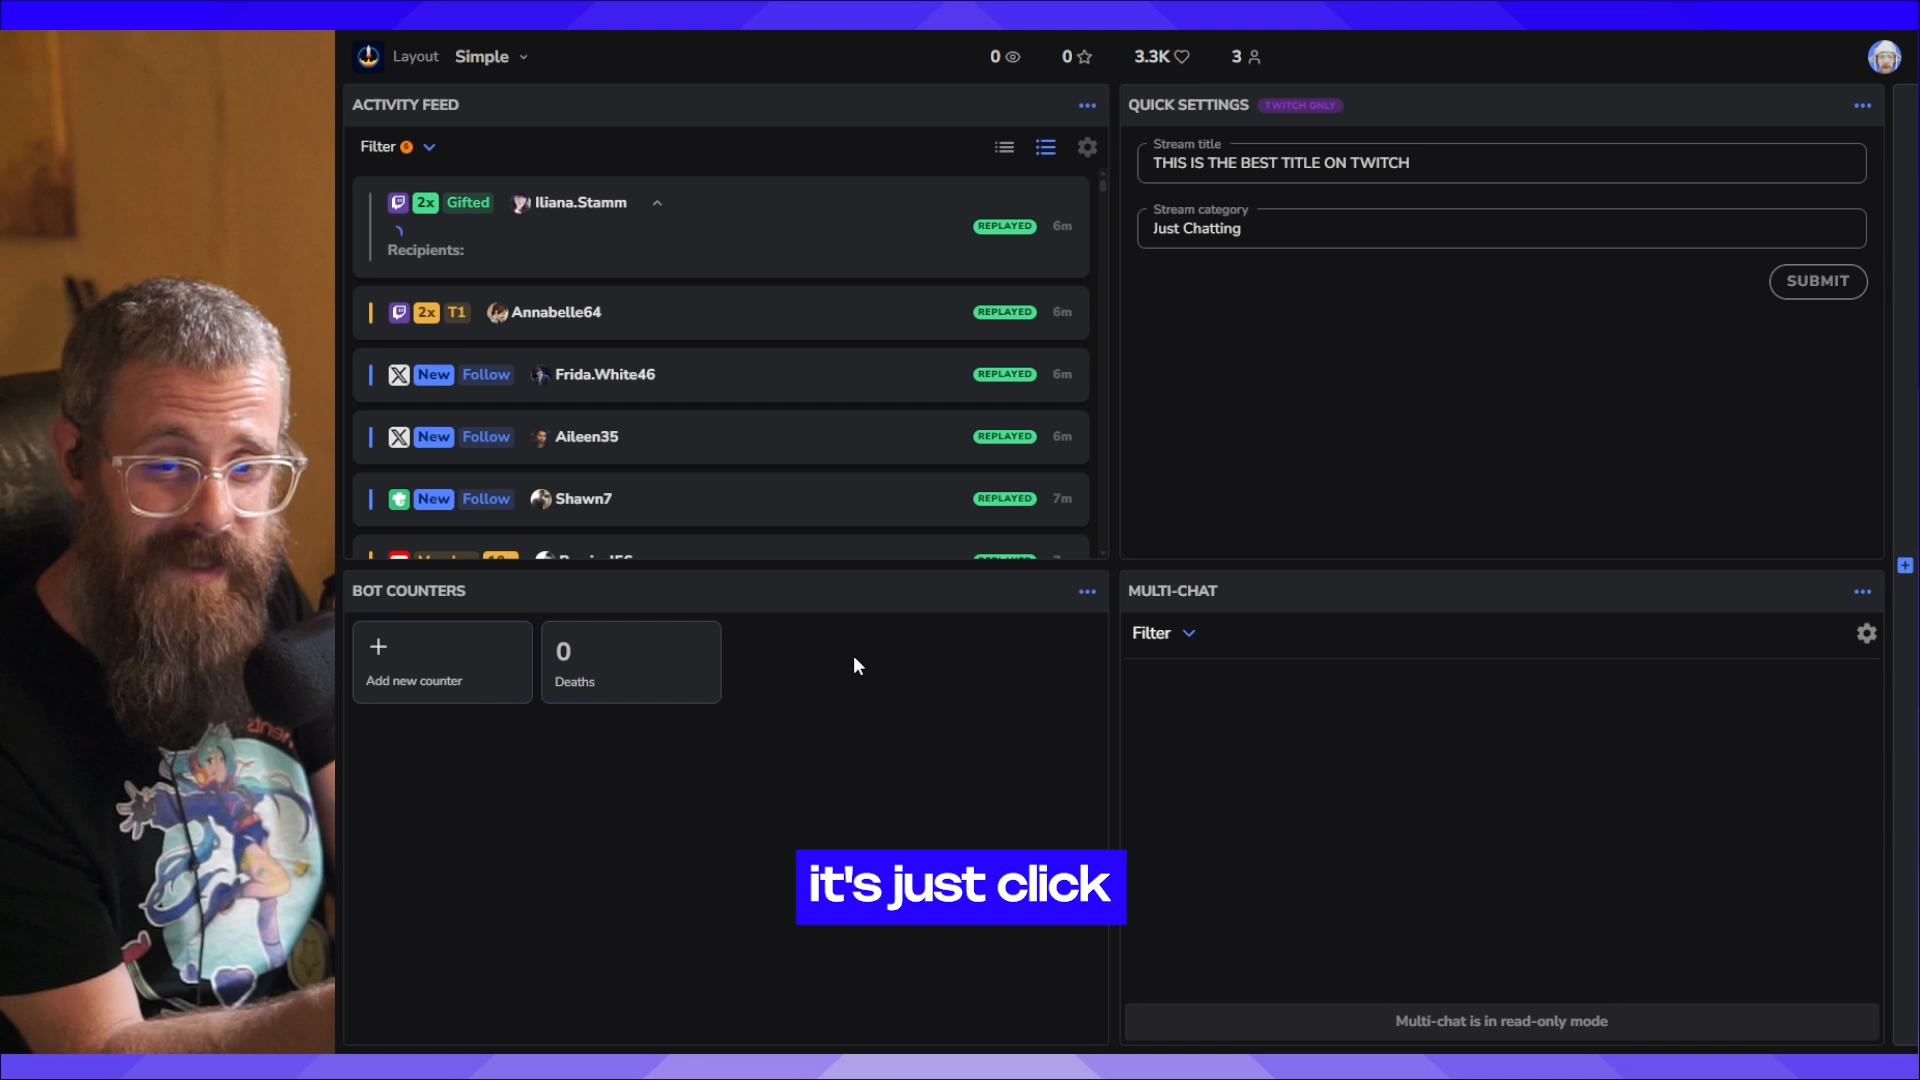 Layout Simple
0 0 3.3K 3
ACTIVITY FEED
Filter 6
2x Gifted Iliana.Stamm
Recipients:
REPLAYED 6m
2x T1 Annabelle64 REPLAYED 6m
New Follow Frida.White46 REPLAYED 6m
New Follow Aileen35 REPLAYED 6m
New Follow Shawn7 REPLAYED 7m
QUICK SETTINGS TWITCH ONLY
Stream title
THIS IS THE BEST TITLE ON TWITCH
Stream category
Just Chatting
SUBMIT
BOT COUNTERS
+
Add new counter
0
Deaths
MULTI-CHAT
Filter
Multi-chat is in read-only mode
it's just click